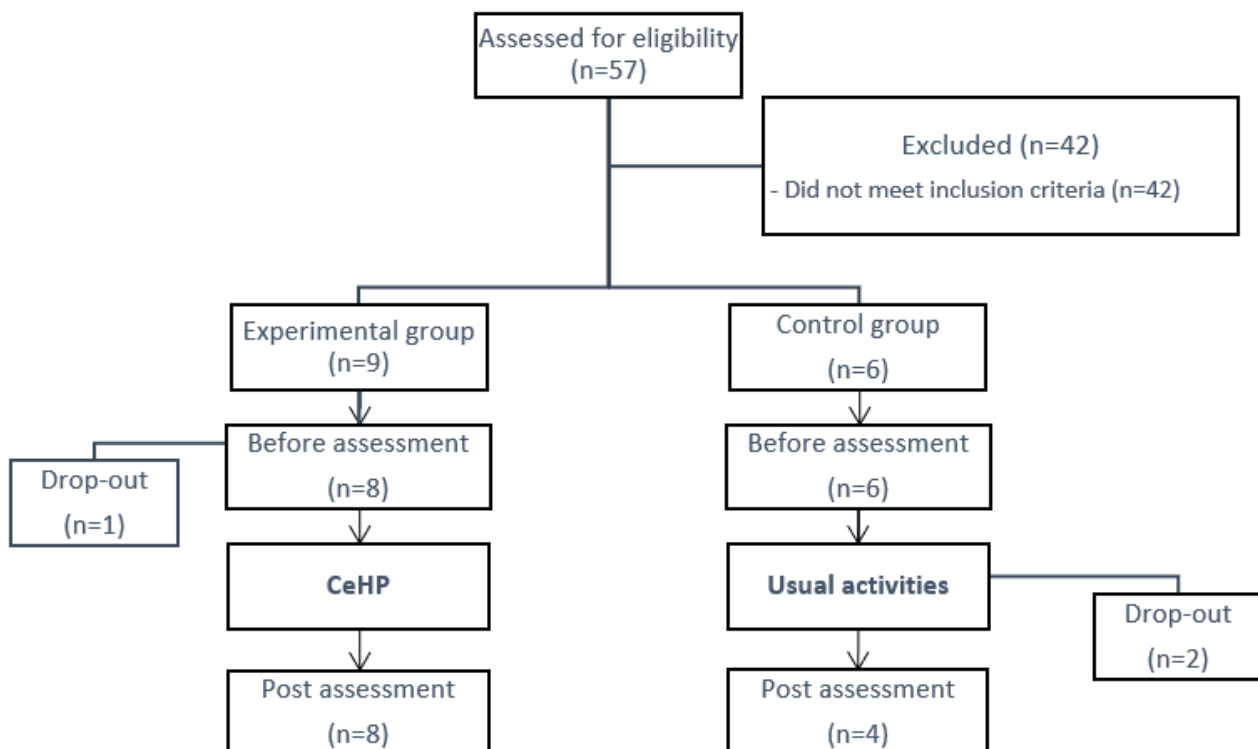 Assessed for eligibility
(n=57)
Excluded (n=42)
- Did not meet inclusion criteria (n=42)
Experimental group
(n=9)
Control group
(n=6)
Before assessment
(n=8)
Before assessment
(n=6)
Drop-out
(n=1)
CeHP
Usual activities
Drop-out
(n=2)
Post assessment
(n=8)
Post assessment
(n=4)